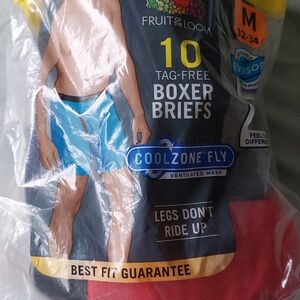 FRUIT OF THE LOOM
M
32-34
10
TAG-FREE
BOXER
BRIEFS
COOLZONE FLY
VENTILATED MESH
LEGS DON'T
RIDE UP
BEST FIT GUARANTEE